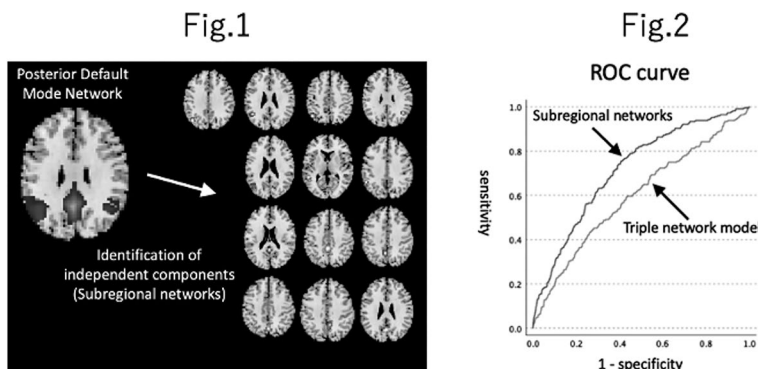 Fig.1
Posterior Default
Mode Network
Identification of
independent components
(Subregional networks)
Fig.2
ROC curve
Subregional networks
Triple network model
sensitivity
1.0
0.8
0.6
0.4
0.2
0.0
0.0
0.2
0.4
0.6
0.8
1.0
1 - specificity